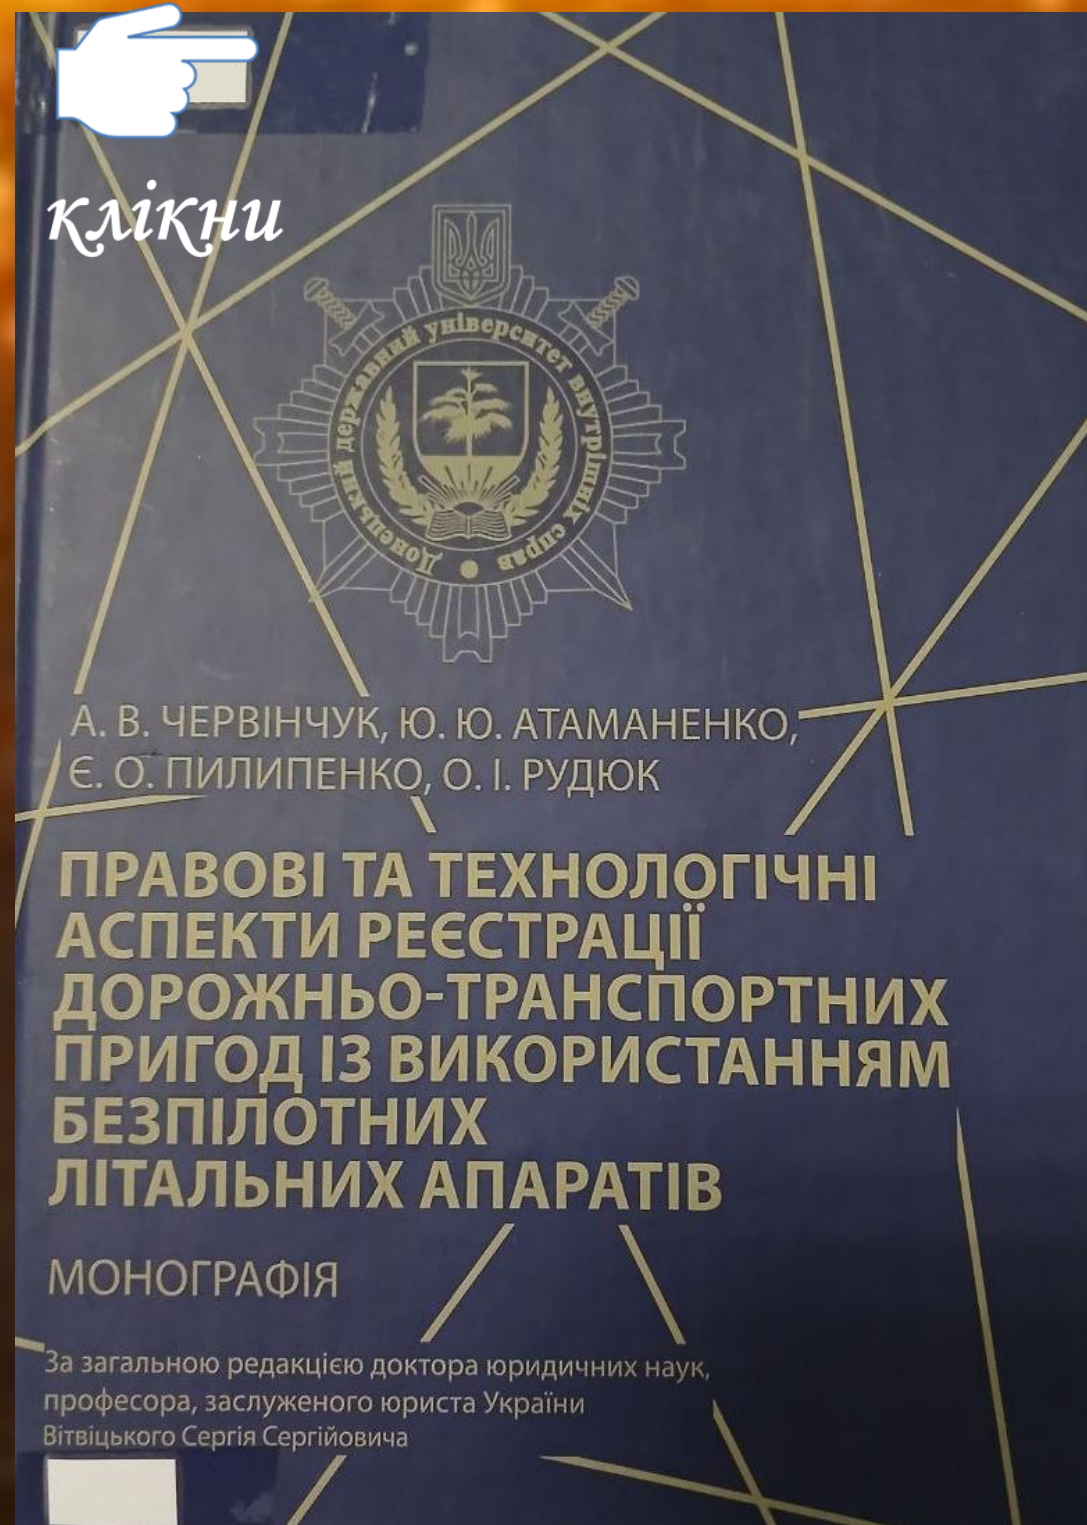 клікни
Донецький державний університет внутрішніх справ
А. В. ЧЕРВІНЧУК, Ю. Ю. АТАМАНЕНКО,
Є. О. ПИЛИПЕНКО, О. І. РУДЮК
ПРАВОВІ ТА ТЕХНОЛОГІЧНІ
АСПЕКТИ РЕЄСТРАЦІЇ
ДОРОЖНЬО-ТРАНСПОРТНИХ
ПРИГОД ІЗ ВИКОРИСТАННЯМ
БЕЗПІЛОТНИХ
ЛІТАЛЬНИХ АПАРАТІВ
МОНОГРАФІЯ
За загальною редакцією доктора юридичних наук,
професора, заслуженого юриста України
Вітвіцького Сергія Сергійовича